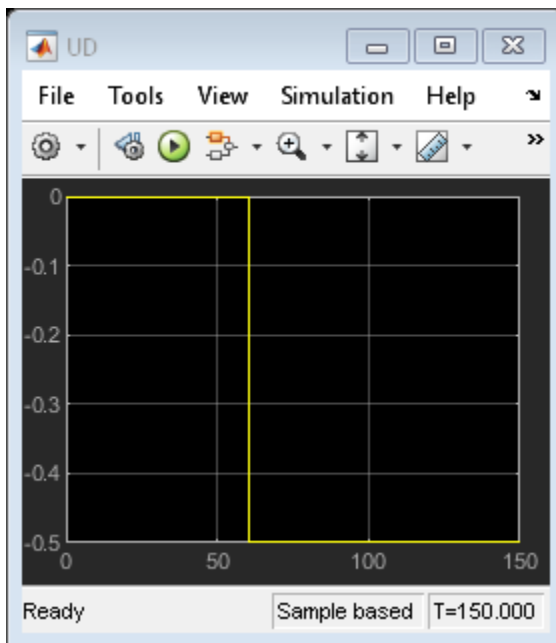 UD
File Tools View Simulation Help
0
-0.1
-0.2
-0.3
-0.4
-0.5
0 50 100 150
Ready Sample based T=150.000